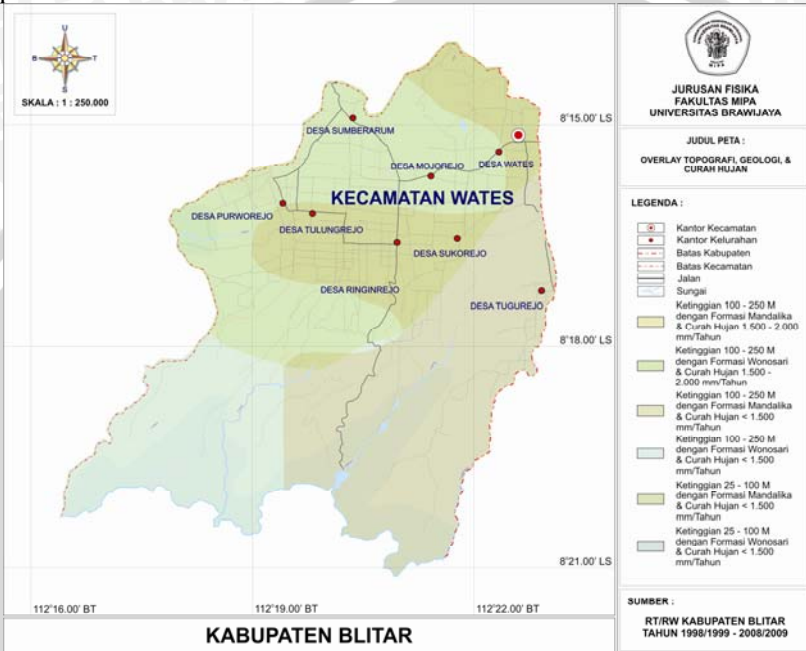 U
B
T
S
SKALA : 1 : 250.000
DESA SUMBERARUM
DESA MOJOREJO
DESA WATES
KECAMATAN WATES
DESA PURWOREJO
DESA TULUNGREJO
DESA SUKOREJO
DESA RINGINREJO
DESA TUGUREJO
8°15.00' LS
8°18.00' LS
8°21.00' LS
112°16.00' BT
112°19.00' BT
112°22.00' BT
KABUPATEN BLITAR
JURUSAN FISIKA
FAKULTAS MIPA
UNIVERSITAS BRAWIJAYA
JUDUL PETA :
OVERLAY TOPOGRAFI, GEOLOGI, &
CURAH HUJAN
LEGENDA :
Kantor Kecamatan
Kantor Kelurahan
Batas Kabupaten
Batas Kecamatan
Jalan
Sungai
Ketinggian 100 - 250 M
dengan Formasi Mandalika
& Curah Hujan 1.500 - 2.000
mm/Tahun
Ketinggian 100 - 250 M
dengan Formasi Wonosari
& Curah Hujan 1.500 -
2.000 mm/Tahun
Ketinggian 100 - 250 M
dengan Formasi Mandalika
& Curah Hujan < 1.500
mm/Tahun
Ketinggian 100 - 250 M
dengan Formasi Wonosari
& Curah Hujan < 1.500
mm/Tahun
Ketinggian 25 - 100 M
dengan Formasi Mandalika
& Curah Hujan < 1.500
mm/Tahun
Ketinggian 25 - 100 M
dengan Formasi Wonosari
& Curah Hujan < 1.500
mm/Tahun
SUMBER :
RT/RW KABUPATEN BLITAR
TAHUN 1998/1999 - 2008/2009